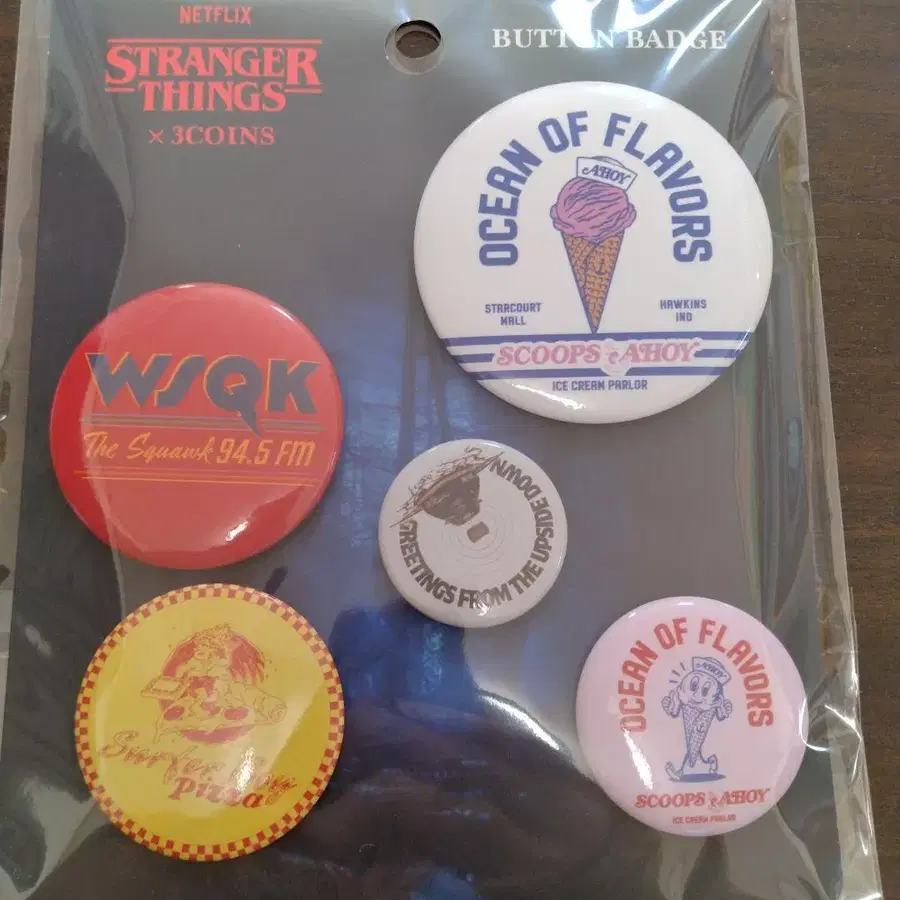 NETFLIX
STRANGER
THINGS
× 3COINS
BUTTON BADGE
OCEAN OF FLAVORS
AHOY
STARCOURT
MALL
HAWKINS
IND
SCOOPS AHOY
ICE CREAM PARLOR
WSQK
The Squawk 94.5 FM
GREETINGS FROM THE UPSIDE DOWN
Surfer Boy
Pizza
OCEAN OF FLAVORS
AHOY
SCOOPS AHOY
ICE CREAM PARLOR